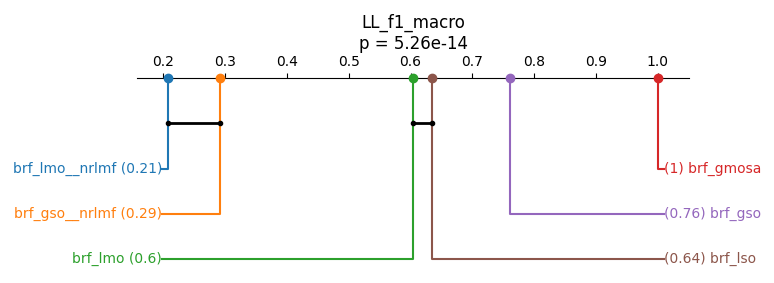 LL_f1_macro
p = 5.26e-14
0.2 0.3 0.4 0.5 0.6 0.7 0.8 0.9 1.0
brf_lmo__nrlmf (0.21) (1) brf_gmosa
brf_gso__nrlmf (0.29) (0.76) brf_gso
brf_lmo (0.6) (0.64) brf_lso